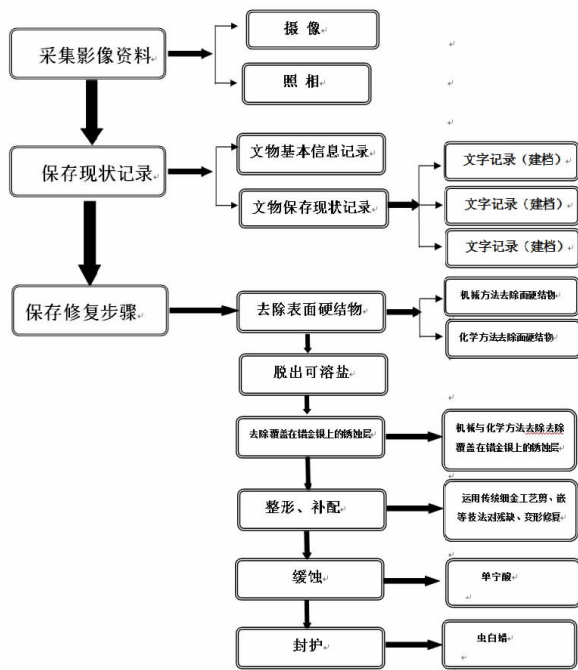 摄 像
采集影像资料
照 相
文物基本信息记录
保存现状记录
文字记录（建档）
文物保存现状记录
文字记录（建档）
文字记录（建档）
机械方法去除面硬结物
保存修复步骤
去除表面硬结物
化学方法去除面硬结物
脱出可溶盐
去除覆盖在错金银上的锈蚀层
机械与化学方法去除去除
覆盖在错金银上的锈蚀层
整形、补配
运用传统细金工艺剪、嵌
等技法对残缺、变形修复
缓蚀
单宁酸
封护
虫白蜡